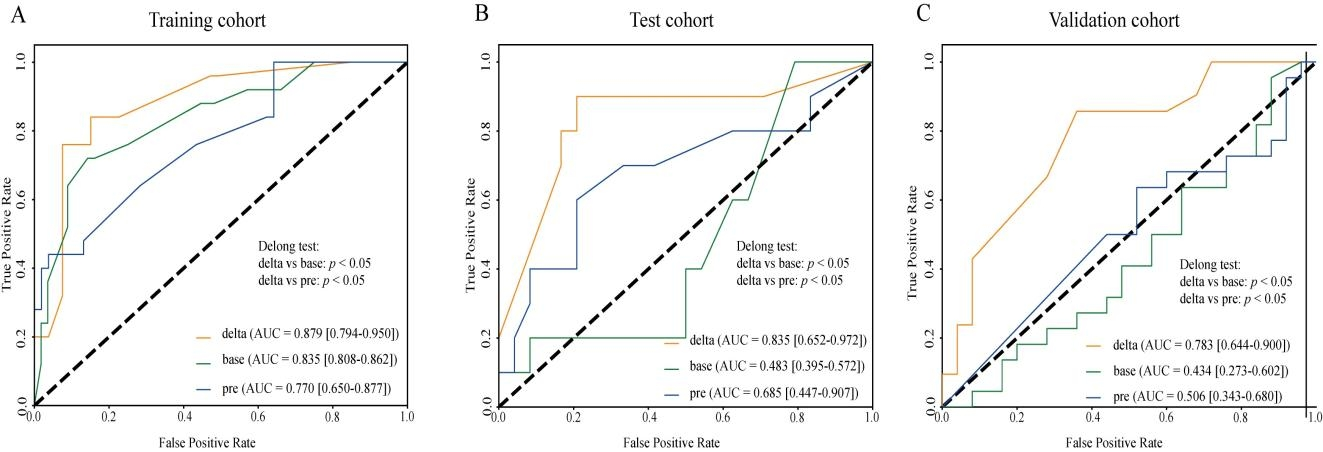 A
Training cohort
True Positive Rate
1.0
0.8
0.6
0.4
0.2
0.0
Delong test:
delta vs base: p < 0.05
delta vs pre: p < 0.05
delta (AUC = 0.879 [0.794-0.950])
base (AUC = 0.835 [0.808-0.862])
pre (AUC = 0.770 [0.650-0.877])
0.0 0.2 0.4 0.6 0.8 1.0
False Positive Rate
B
Test cohort
True Positive Rate
1.0
0.8
0.6
0.4
0.2
0.0
Delong test:
delta vs base: p < 0.05
delta vs pre: p < 0.05
delta (AUC = 0.835 [0.652-0.972])
base (AUC = 0.483 [0.395-0.572])
pre (AUC = 0.685 [0.447-0.907])
0.0 0.2 0.4 0.6 0.8 1.0
False Positive Rate
C
Validation cohort
True Positive Rate
1.0
0.8
0.6
0.4
0.2
0.0
Delong test:
delta vs base: p < 0.05
delta vs pre: p < 0.05
delta (AUC = 0.783 [0.644-0.900])
base (AUC = 0.434 [0.273-0.602])
pre (AUC = 0.506 [0.343-0.680])
0.0 0.2 0.4 0.6 0.8 1.0
False Positive Rate